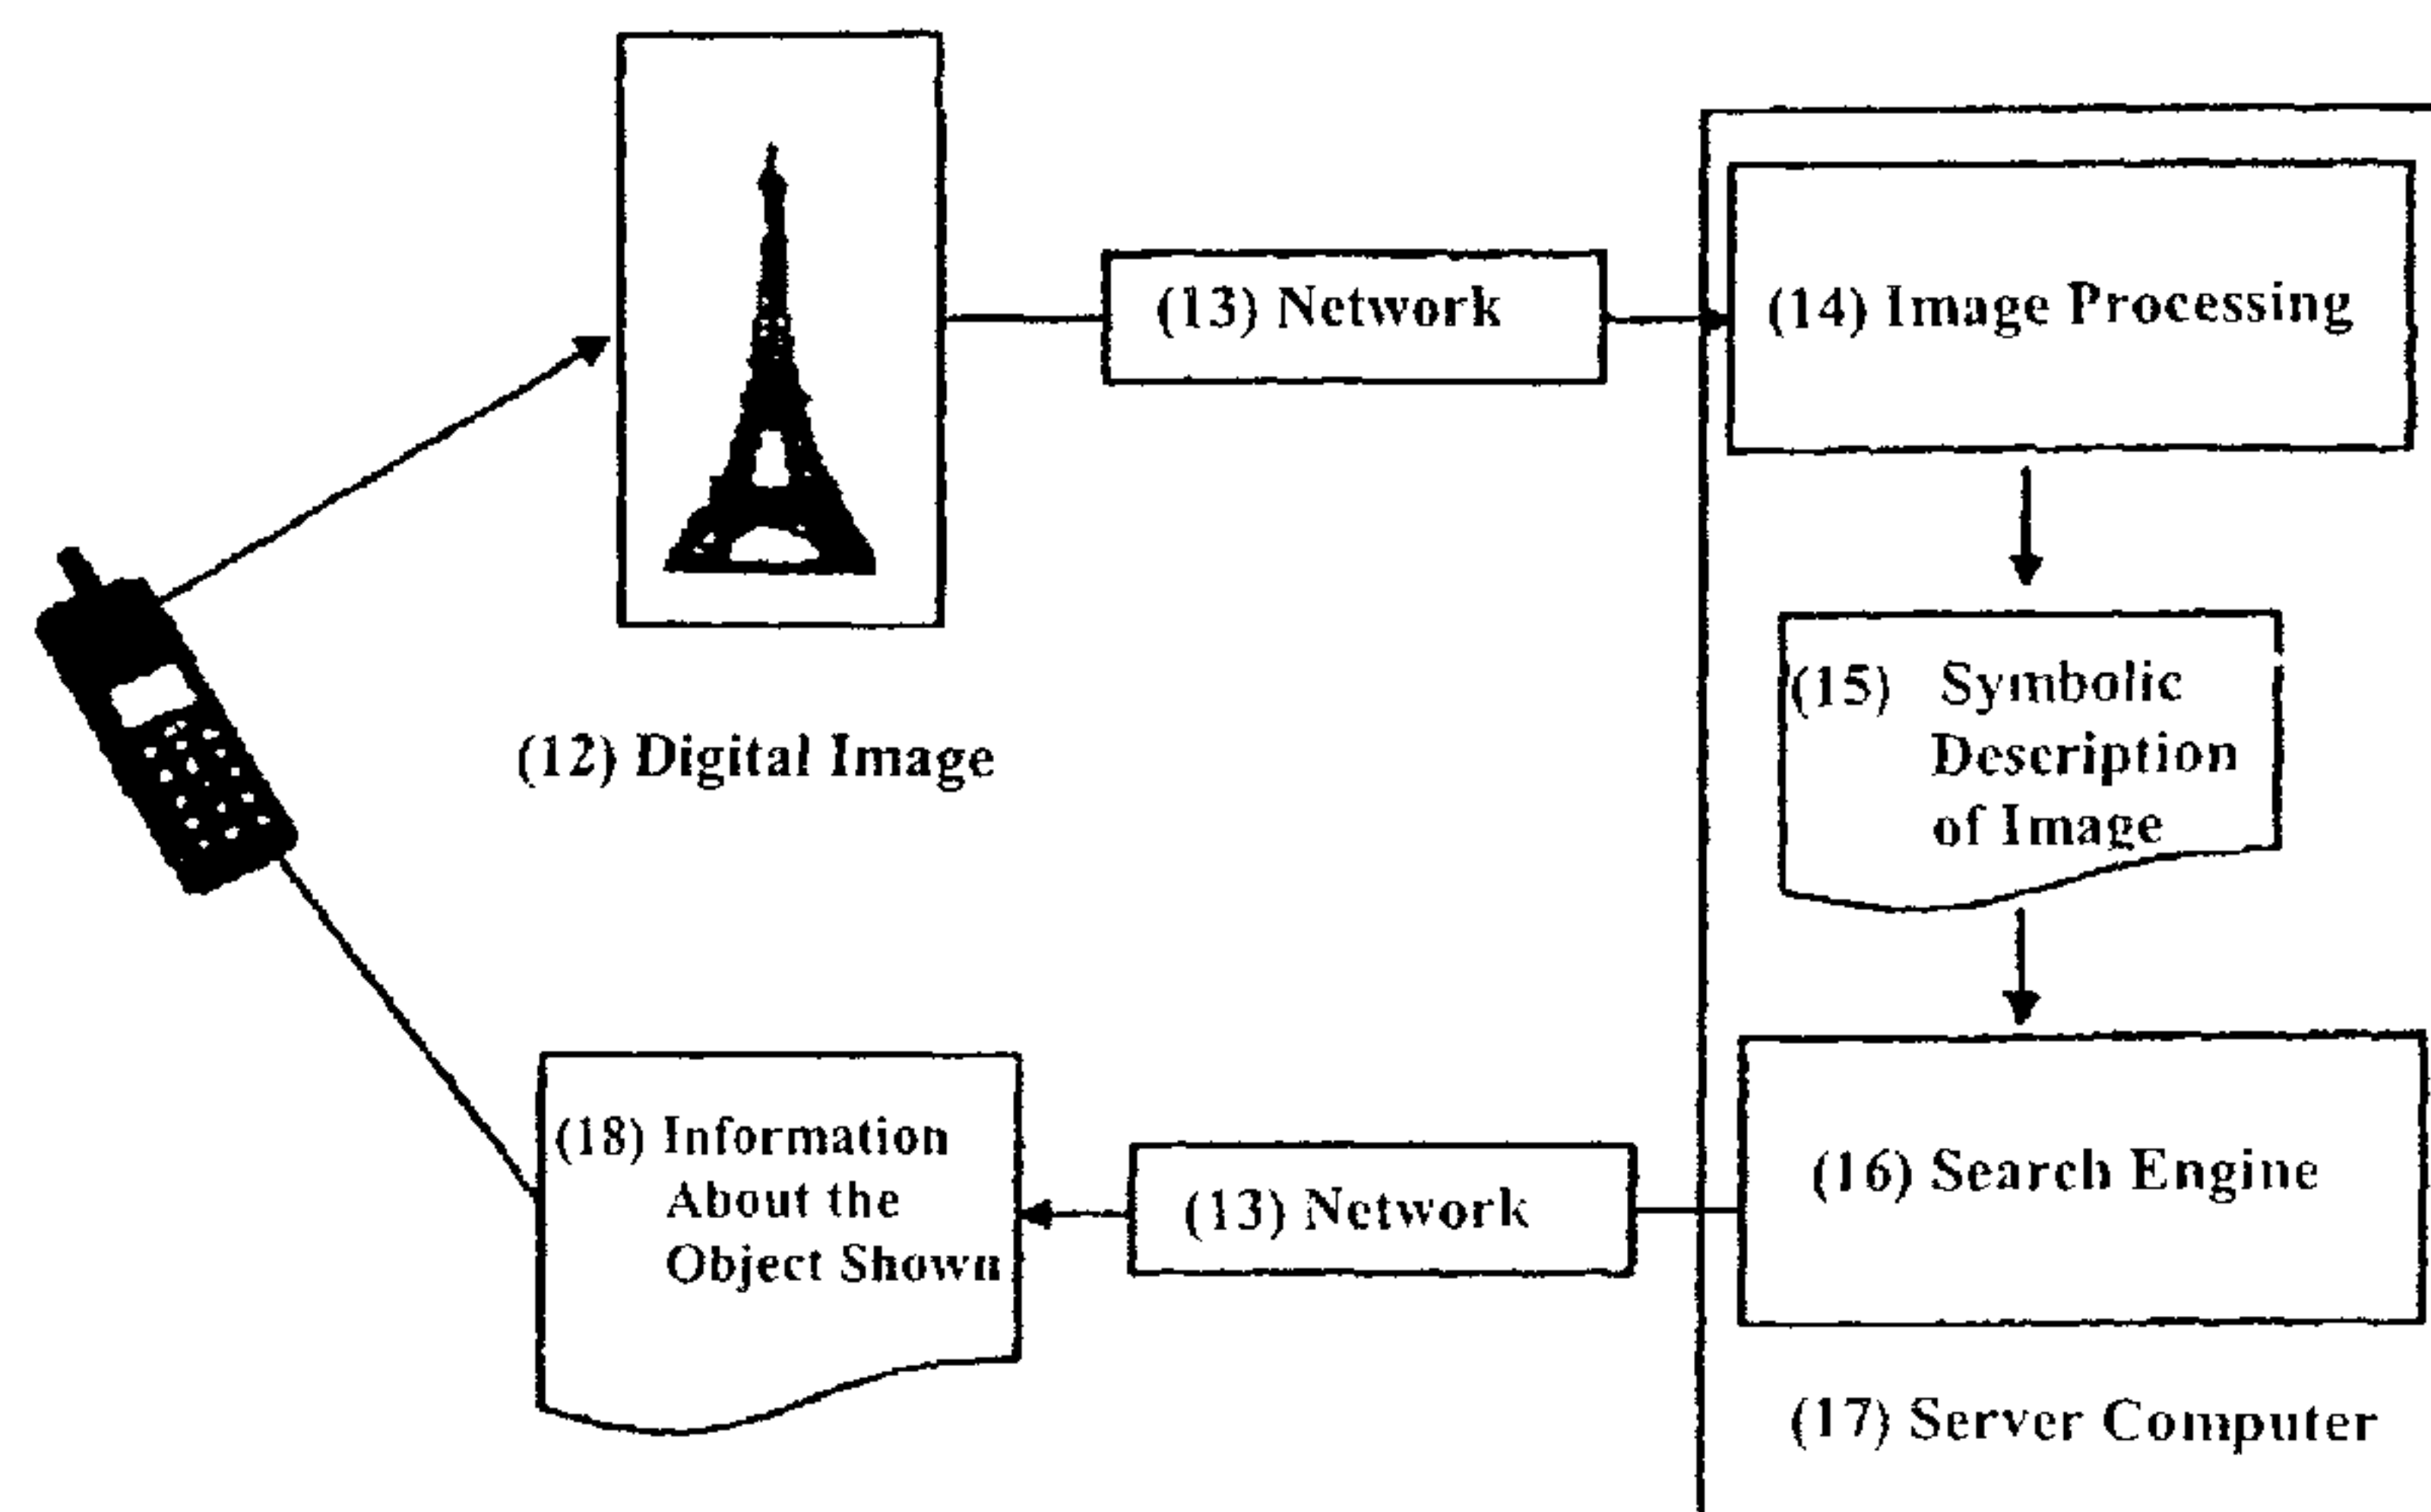 (13) Network
(14) Image Processing
(12) Digital Image
(15) Symbolic
Description
of Image
(18) Information
About the
Object Shown
(13) Network
(16) Search Engine
(17) Server Computer